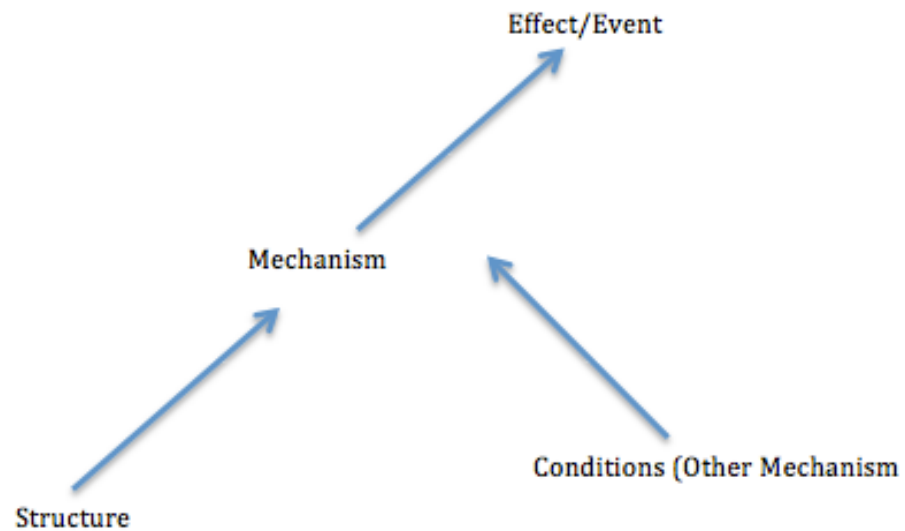 Effect/Event
Mechanism
Conditions (Other Mechanism
Structure